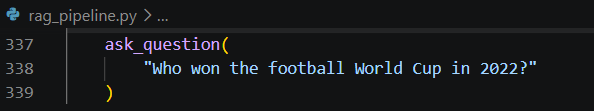 rag_pipeline.py > ...
337 ask_question(
338 "Who won the football World Cup in 2022?"
339 )